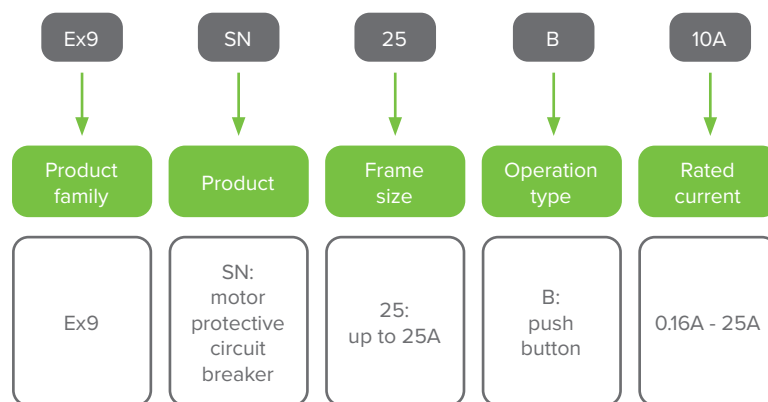 Ex9
SN
25
B
10A
Product
family
Product
Frame
size
Operation
type
Rated
current
Ex9
SN:
motor
protective
circuit
breaker
25:
up to 25A
B:
push
button
0.16A - 25A